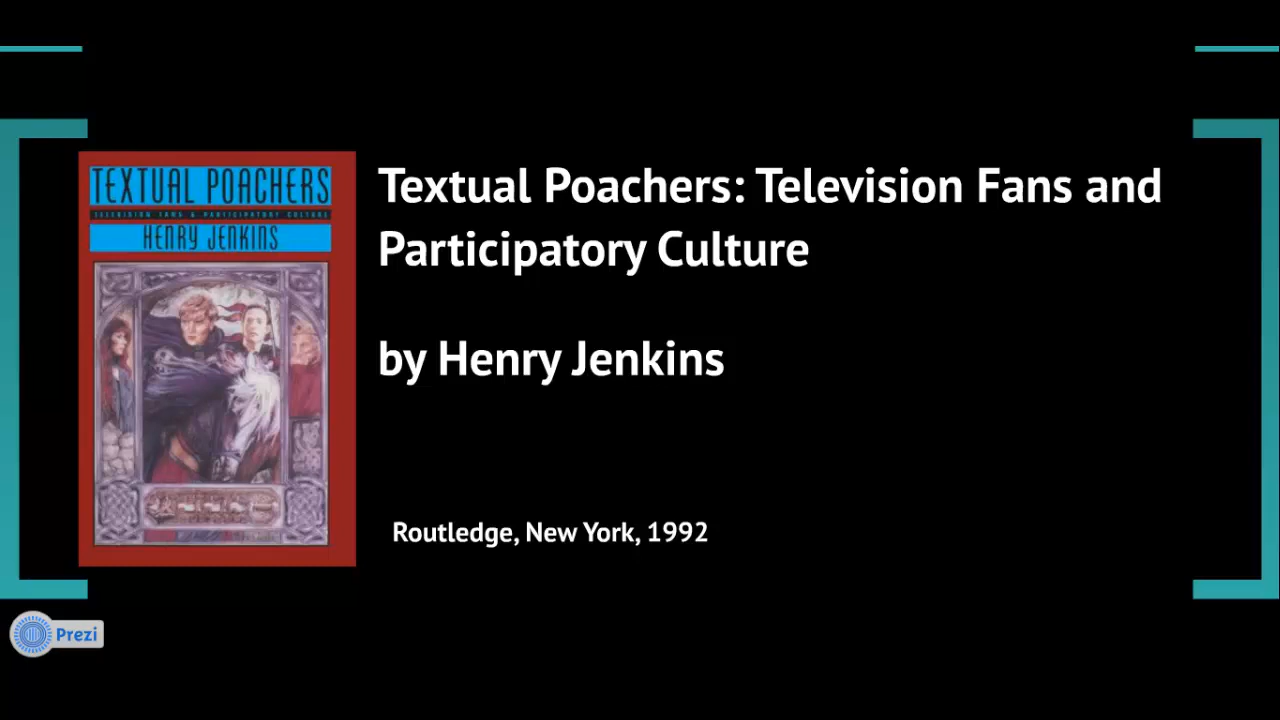 TEXTUAL POACHERS
TELEVISION FANS & PARTICIPATORY CULTURE
HENRY JENKINS
Textual Poachers: Television Fans and
Participatory Culture
by Henry Jenkins
Routledge, New York, 1992
Prezi